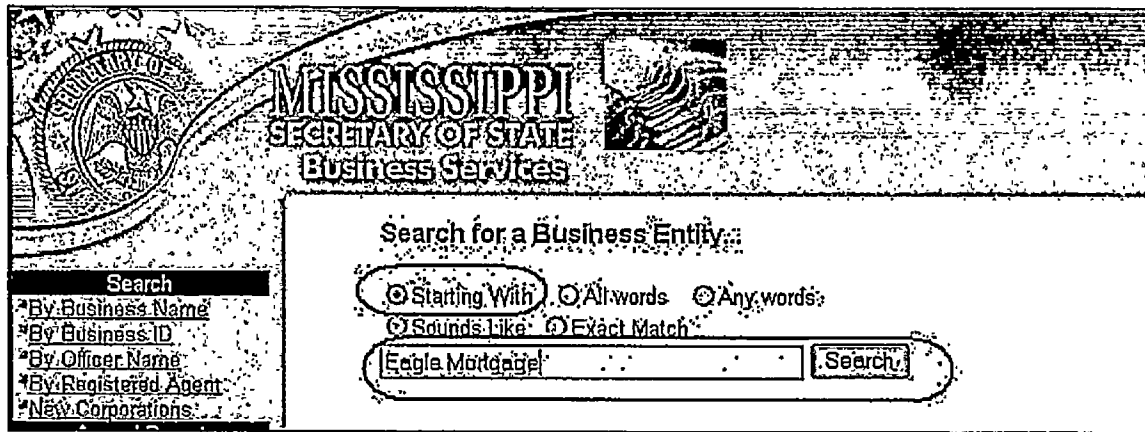 SECRETARY OF
MISSISSIPPI
SECRETARY OF STATE
Business Services
Search for a Business Entity
Starting With All words Any words
Sounds Like Exact Match
Eagle Mortgage Search
Search
By Business Name
By Business ID
By Officer Name
By Registered Agent
New Corporations